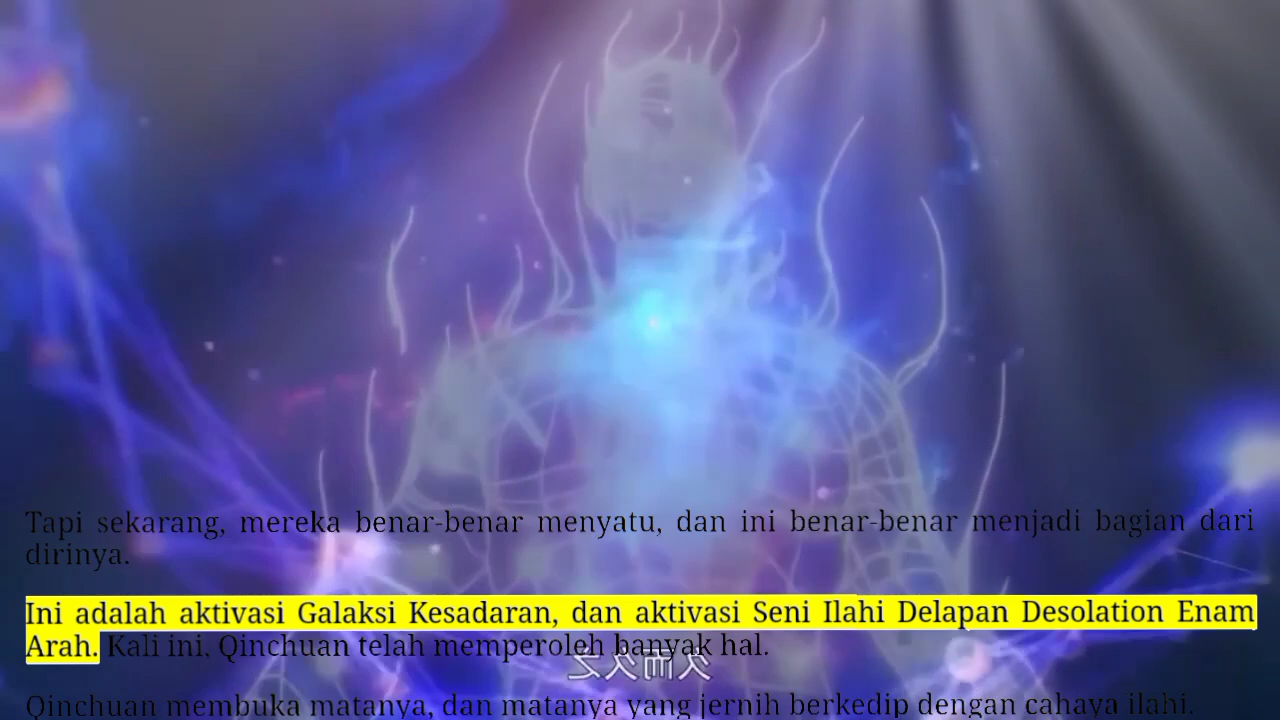 Tapi sekarang, mereka benar-benar menyatu, dan ini benar-benar menjadi bagian dari
dirinya.
Ini adalah aktivasi Galaksi Kesadaran, dan aktivasi Seni Ilahi Delapan Desolation Enam
Arah. Kali ini, Qinchuan telah memperoleh banyak hal.
Qinchuan membuka matanya, dan matanya yang jernih berkedip dengan cahaya ilahi.